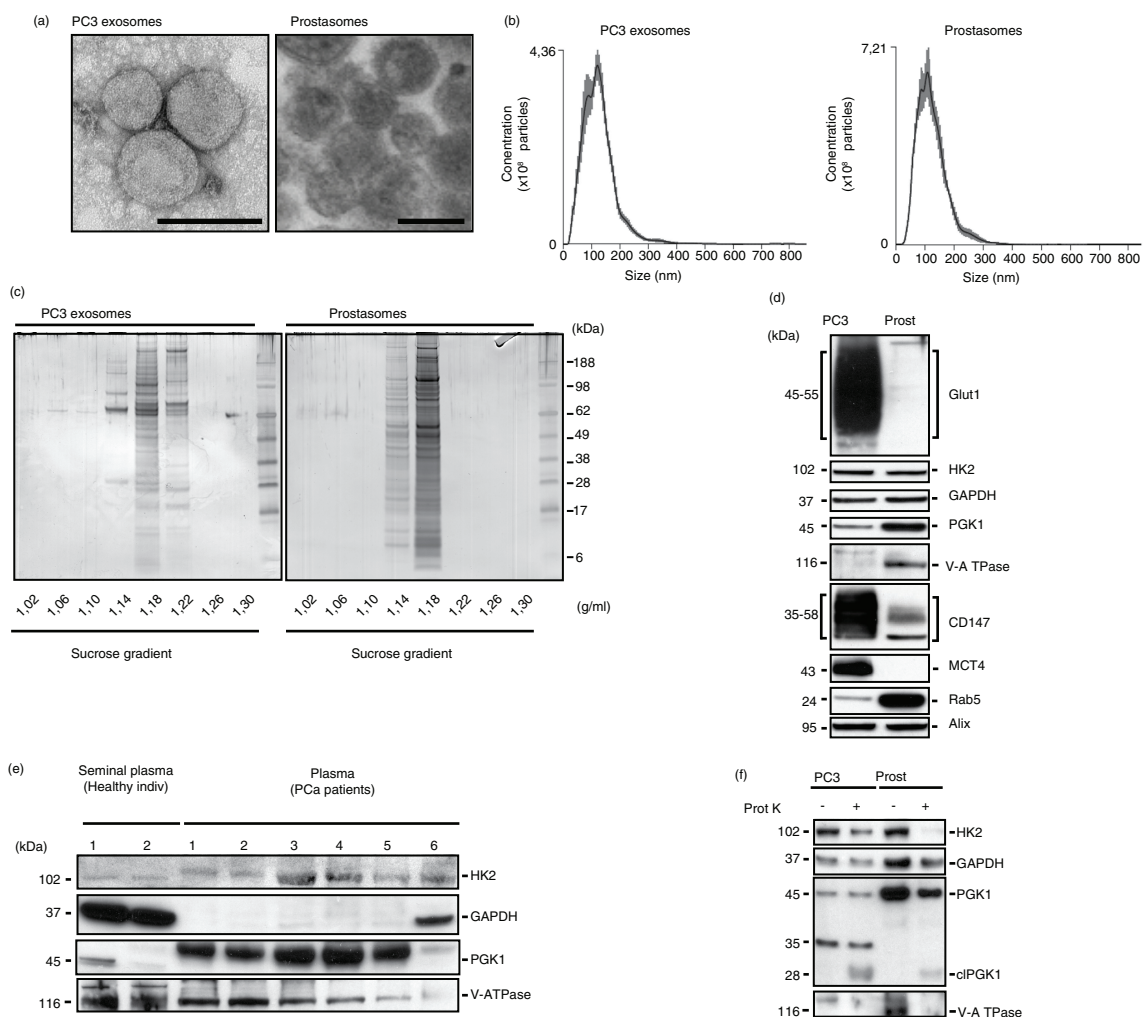 (a)
PC3 exosomes
Prostasomes
(b)
PC3 exosomes
Prostasomes
4,36
Conentration
(x10⁸ particles)
0
0 100 200 300 400 500 600 700 800
Size (nm)
7,21
Conentration
(x10⁸ particles)
0
0 100 200 300 400 500 600 700 800
Size (nm)
(c)
PC3 exosomes
Prostasomes
(kDa)
188
98
62
49
38
28
17
6
1,02 1,06 1,10 1,14 1,18 1,22 1,26 1,30
1,02 1,06 1,10 1,14 1,18 1,22 1,26 1,30
(g/ml)
Sucrose gradient
Sucrose gradient
(d)
PC3 Prost
(kDa)
45-55 Glut1
102 HK2
37 GAPDH
45 PGK1
116 V-A TPase
35-58 CD147
43 MCT4
24 Rab5
95 Alix
(e)
Seminal plasma
(Healthy indiv)
Plasma
(PCa patients)
(kDa) 1 2 1 2 3 4 5 6
102 HK2
37 GAPDH
45 PGK1
116 V-ATPase
(f)
PC3 Prost
Prot K - + - +
102 HK2
37 GAPDH
45 PGK1
35
28 clPGK1
116 V-A TPase